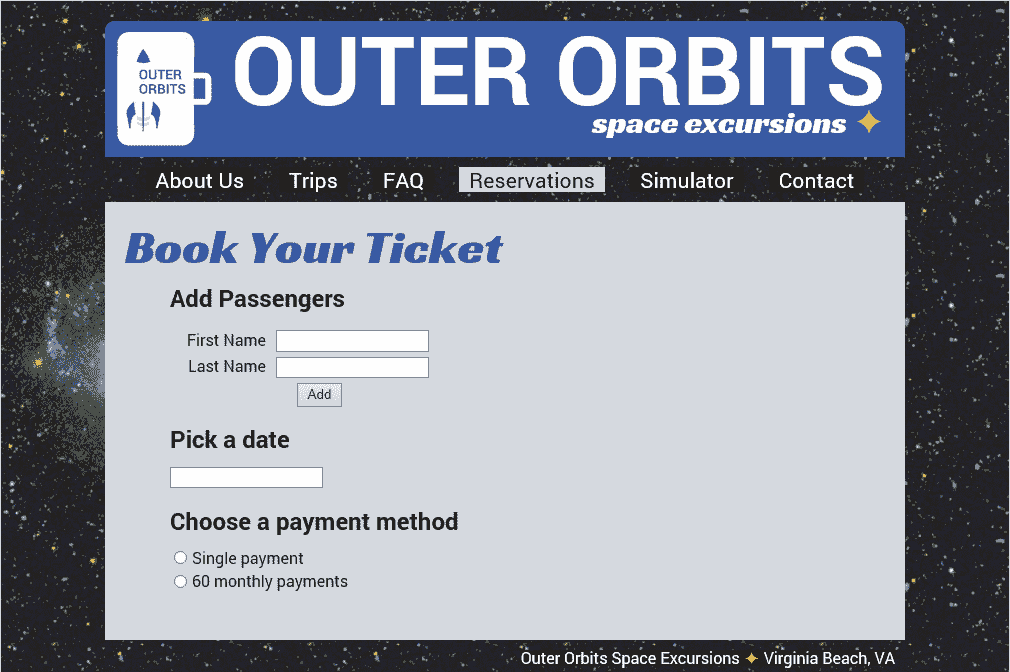 OUTER
ORBITS
OUTER ORBITS
space excursions
About Us Trips FAQ Reservations Simulator Contact
Book Your Ticket
Add Passengers
First Name
Last Name
Add
Pick a date
Choose a payment method
Single payment
60 monthly payments
Outer Orbits Space Excursions ✦ Virginia Beach, VA